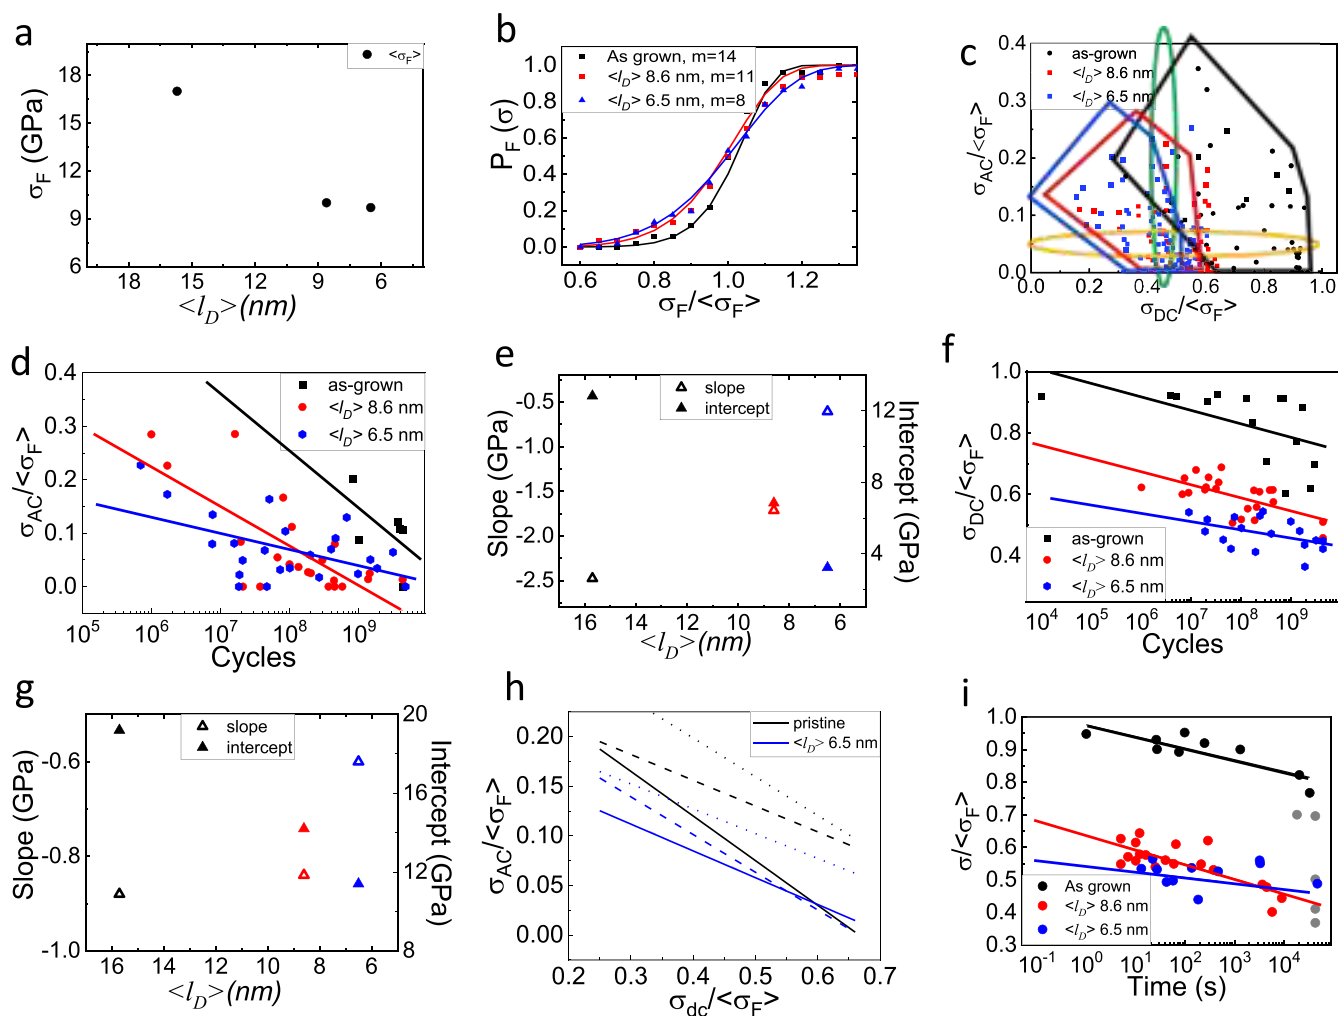 a
<σF>
σF (GPa)
18
15
12
9
6
18 12 6
<lD>(nm)
b
As grown, m=14
<lD> 8.6 nm, m=11
<lD> 6.5 nm, m=8
PF (σ)
1.0
0.8
0.6
0.4
0.2
0.0
0.6 0.8 1.0 1.2
σF/<σF>
c
as-grown
<lD> 8.6 nm
<lD> 6.5 nm
σAC/<σF>
0.4
0.3
0.2
0.1
0.0
0.0 0.2 0.4 0.6 0.8 1.0
σDC/<σF>
d
as-grown
<lD> 8.6 nm
<lD> 6.5 nm
σAC/<σF>
0.4
0.3
0.2
0.1
0.0
10^5 10^6 10^7 10^8 10^9
Cycles
e
slope
intercept
Slope (GPa)
-0.5
-1.0
-1.5
-2.0
-2.5
Intercept (GPa)
12
8
4
16 14 12 10 8 6
<lD>(nm)
f
as-grown
<lD> 8.6 nm
<lD> 6.5 nm
σDC/<σF>
1.0
0.8
0.6
0.4
10^4 10^5 10^6 10^7 10^8 10^9
Cycles
g
slope
intercept
Slope (GPa)
-0.6
-0.8
-1.0
Intercept (GPa)
20
16
12
8
16 14 12 10 8 6
<lD>(nm)
h
pristine
<lD> 6.5 nm
σAC/<σF>
0.20
0.15
0.10
0.05
0.00
0.2 0.3 0.4 0.5 0.6 0.7
σdc/<σF>
i
As grown
<lD> 8.6 nm
<lD> 6.5 nm
σ/<σF>
1.0
0.9
0.8
0.7
0.6
0.5
0.4
0.3
10^-1 10^0 10^1 10^2 10^3 10^4
Time (s)